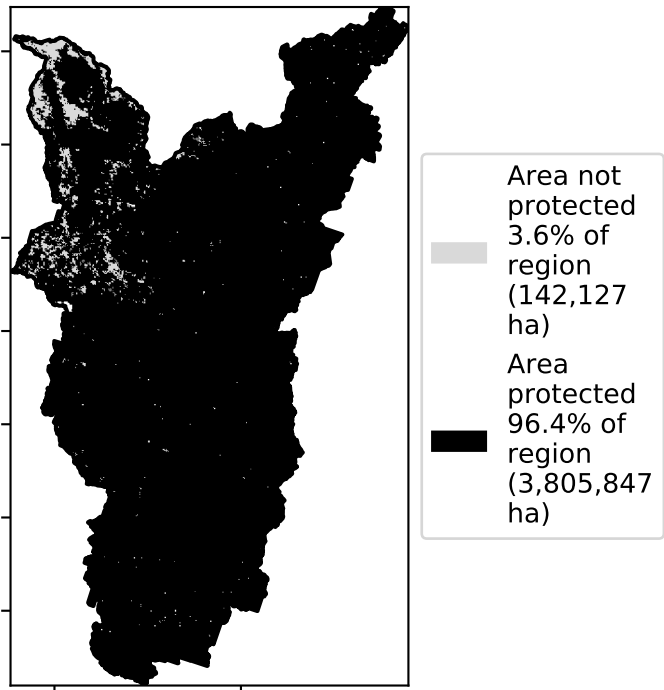 Area not
protected
3.6% of
region
(142,127
ha)
Area
protected
96.4% of
region
(3,805,847
ha)